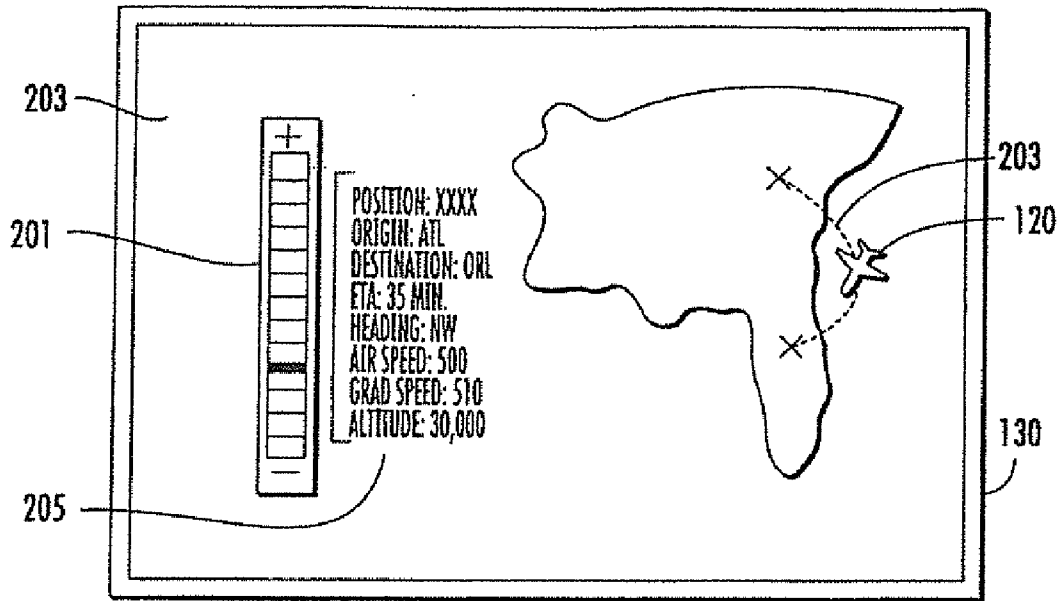 203
+
201
POSITION: XXXX
ORIGIN: ATL
DESTINATION: ORL
ETA: 35 MIN.
HEADING: NW
AIR SPEED: 500
GRAD SPEED: 510
ALTITUDE: 30,000
−
205
203
120
130